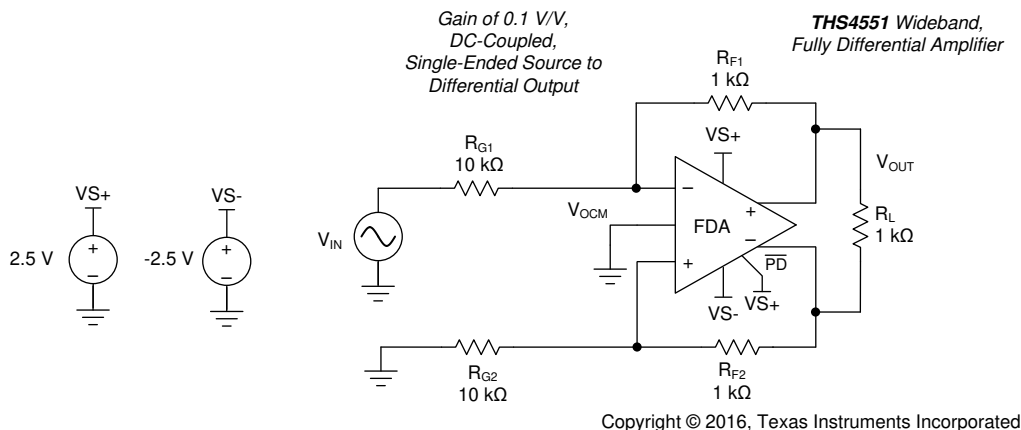 Gain of 0.1 V/V,
DC-Coupled,
Single-Ended Source to
Differential Output
THS4551 Wideband,
Fully Differential Amplifier
RF1
1 kΩ
VS+
RG1
10 kΩ
VOUT
VS+
VS-
VOCM
−
+
FDA
−
+
RL
1 kΩ
2.5 V
+
−
-2.5 V
+
−
VIN
PD
VS-
VS+
RG2
10 kΩ
RF2
1 kΩ
Copyright © 2016, Texas Instruments Incorporated